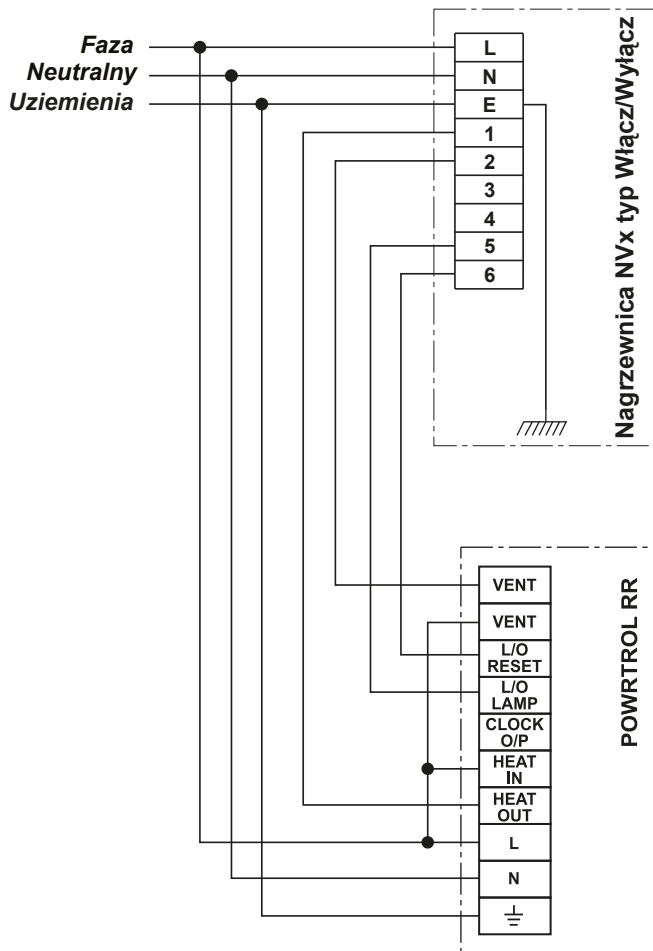 Faza
Neutralny
Uziemienia
L
N
E
1
2
3
4
5
6
Nagrzewnica NVx typ Włącz/Wyłącz
VENT
VENT
L/O
RESET
L/O
LAMP
CLOCK
O/P
HEAT
IN
HEAT
OUT
L
N
POWRTROL RR